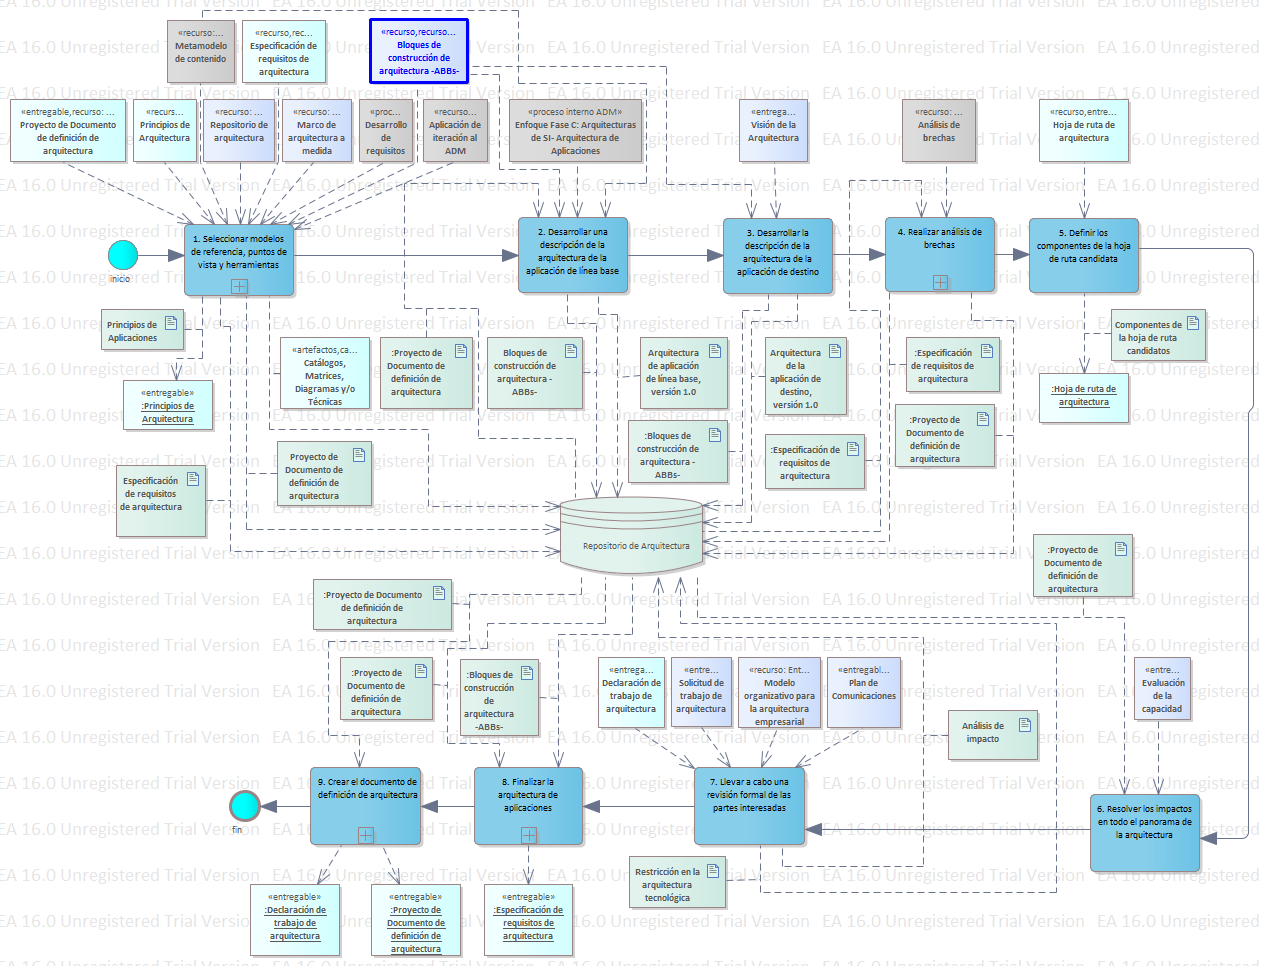 EA 16.0 Unregistered Trial Version
«recurso:...
Metamodelo
de contenido
«recurso,rec...
Especificación de
requisitos de
arquitectura
«recurso,recurso...
Bloques de
construcción de
arquitectura -ABBs-
«entregable,recurso: ...
Proyecto de Documento
de definición de
arquitectura
«recurs...
Principios de
Arquitectura
«recurso: ...
Repositorio de
arquitectura
«recurso: ...
Marco de
arquitectura a
medida
«proc...
Desarrollo
de
requisitos
«recurso...
Aplicación de
iteración al
ADM
«proceso interno ADM»
Enfoque Fase C: Arquitecturas
de SI- Arquitectura de
Aplicaciones
«entrega...
Visión de la
Arquitectura
«recurso: ...
Análisis de
brechas
«recurso,entre...
Hoja de ruta de
arquitectura
inicio
1. Seleccionar modelos
de referencia, puntos de
vista y herramientas
2. Desarrollar una
descripción de la
arquitectura de la
aplicación de línea base
3. Desarrollar la
descripción de la
arquitectura de la
aplicación de destino
4. Realizar análisis de
brechas
5. Definir los
componentes de la hoja
de ruta candidata
Principios de
Aplicaciones
«entregable»
:Principios de
Arquitectura
«artefactos,ca...
Catálogos,
Matrices,
Diagramas y/o
Técnicas
:Proyecto de
Documento de
definición de
arquitectura
Bloques de
construcción de
arquitectura -
ABBs-
Arquitectura
de aplicación
de línea base,
versión 1.0
Arquitectura
de la
aplicación de
destino,
versión 1.0
:Especificación
de requisitos de
arquitectura
Componentes de
la hoja de ruta
candidatos
:Hoja de ruta de
arquitectura
:Bloques de
construcción de
arquitectura -
ABBs-
:Especificación de
requisitos de
arquitectura
:Proyecto de
Documento de
definición de
arquitectura
Especificación
de requisitos
de arquitectura
Proyecto de
Documento de
definición de
arquitectura
Repositorio de Arquitectura
:Proyecto de
Documento de
definición de
arquitectura
:Proyecto de Documento
de definición de
arquitectura
:Proyecto de
Documento de
definición de
arquitectura
:Bloques de
construcción
de
arquitectura
-ABBs-
«entrega...
Declaración de
trabajo de
arquitectura
«entre...
Solicitud de
trabajo de
arquitectura
«recurso: Ent...
Modelo
organizativo para
la arquitectura
empresarial
«entregabl...
Plan de
Comunicaciones
Análisis de
impacto
«entre...
Evaluación
de la
capacidad
fin
9. Crear el documento de
definición de arquitectura
8. Finalizar la
arquitectura de
aplicaciones
7. Llevar a cabo una
revisión formal de las
partes interesadas
6. Resolver los impactos
en todo el panorama de
la arquitectura
Restricción en la
arquitectura
tecnológica
«entregable»
:Declaración de
trabajo de
arquitectura
«entregable»
:Proyecto de
Documento de
definición de
arquitectura
«entregable»
:Especificación de
requisitos de
arquitectura